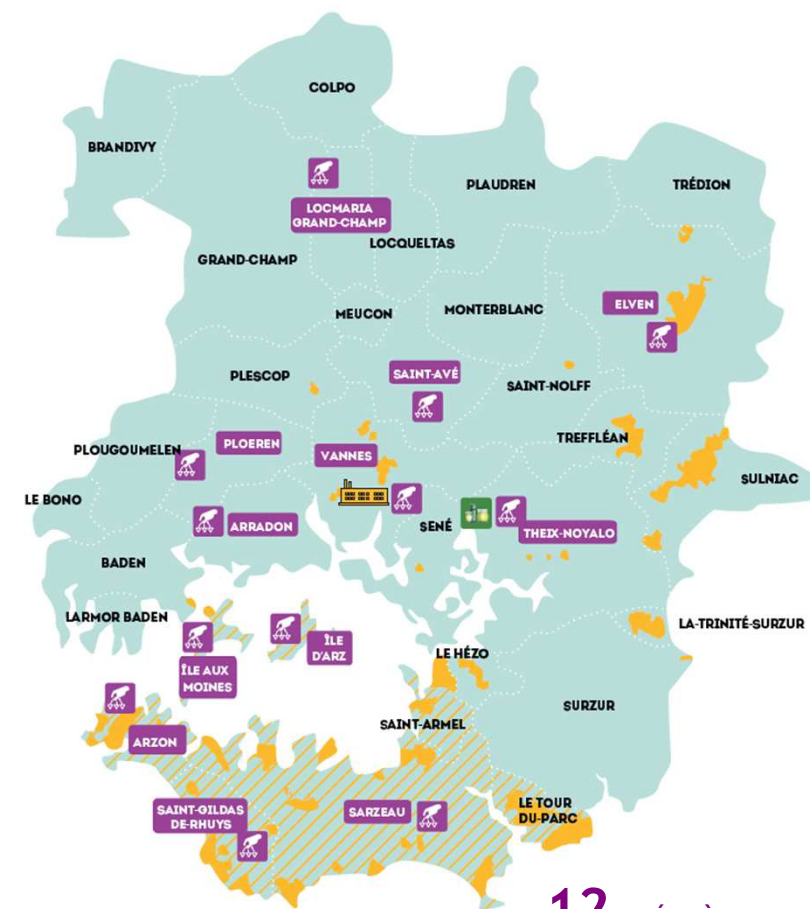 COLPO
BRANDIVY
PLAUDREN
TRÉDION
LOCMARIA
GRAND-CHAMP
LOCQUELTAS
GRAND-CHAMP
MEUCON
MONTERBLANC
ELVEN
PLESCOP
SAINT-AVÉ
SAINT-NOLFF
PLOEREN
TREFFLÉAN
PLOUGOUMELEN
VANNES
SULNIAC
LE BONO
ARRADON
SENÉ
THEIX-NOYALO
BADEN
LARMOR BADEN
LA-TRINITÉ-SURZUR
ÎLE
D'ARZ
LE HÉZO
ÎLE AUX
MOINES
SURZUR
SAINT-ARMEL
ARZON
SAINT-GILDAS
DE-RHUYS
SARZEAU
LE TOUR
DU-PARC
12